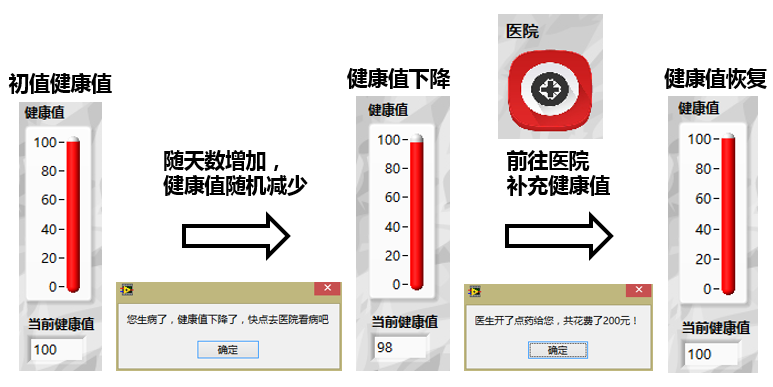 初值健康值
健康值
100
80
60
40
20
0
当前健康值
100
随天数增加，
健康值随机减少
您生病了，健康值下降了，快点去医院看病吧
确定
健康值下降
健康值
100
80
60
40
20
0
当前健康值
98
医院
前往医院
补充健康值
医生开了点药给您，共花费了200元！
确定
健康值恢复
健康值
100
80
60
40
20
0
当前健康值
100